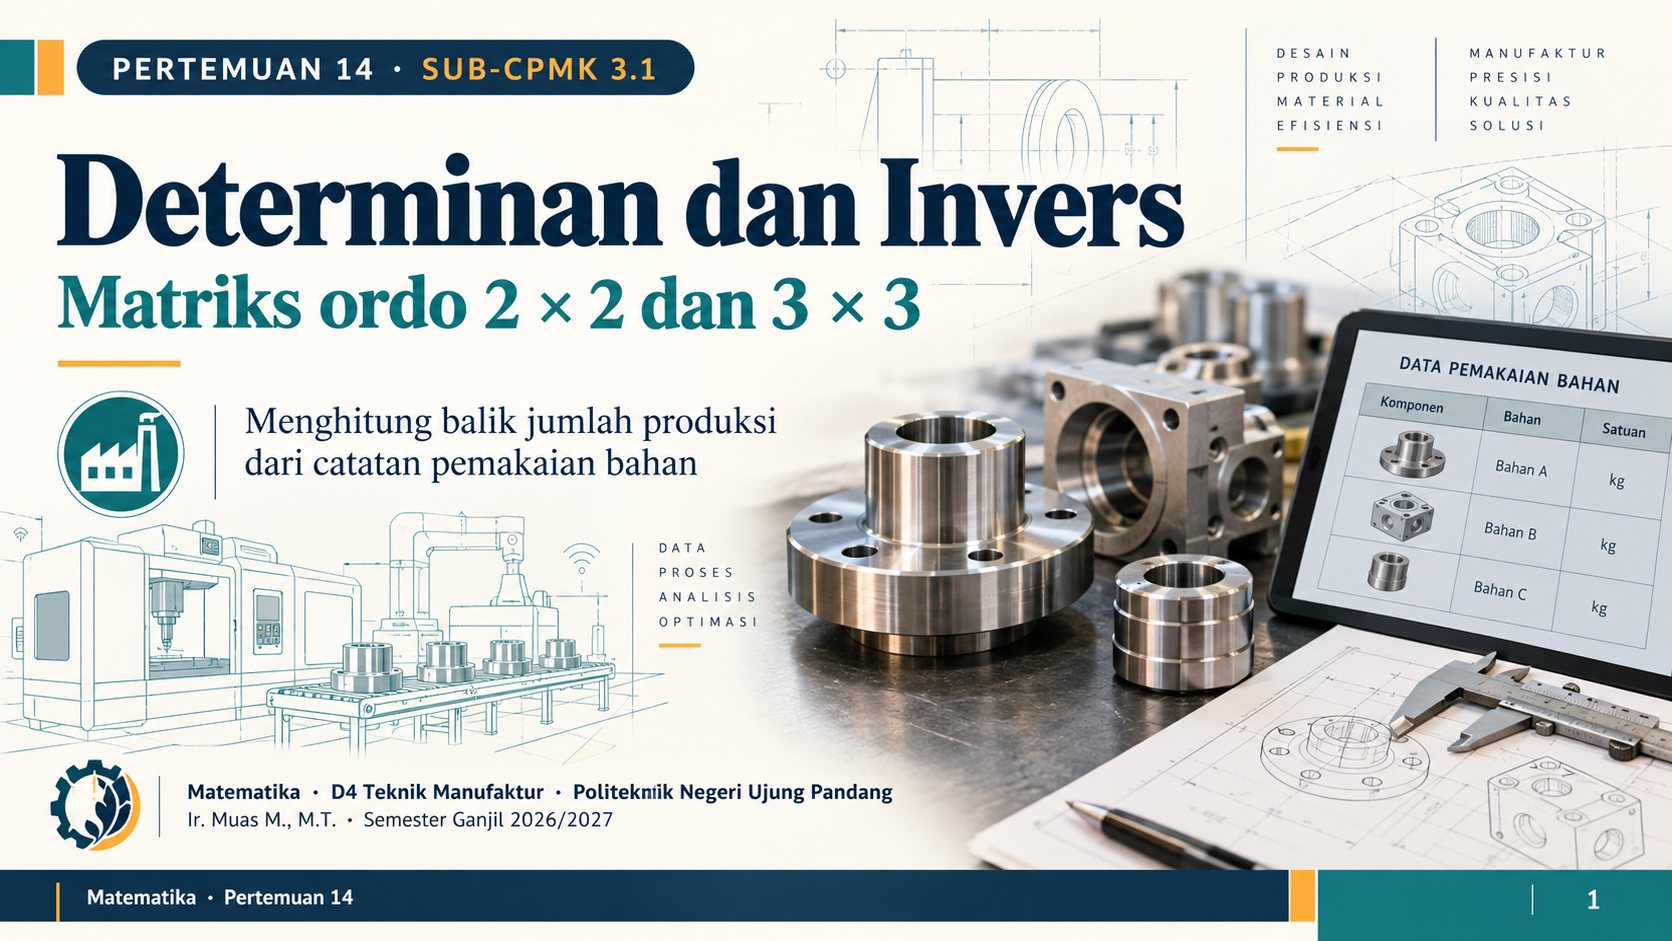 PERTEMUAN 14 · SUB-CPMK 3.1
DESAIN
PRODUKSI
MATERIAL
EFISIENSI
MANUFAKTUR
PRESISI
KUALITAS
SOLUSI
Determinan dan Invers
Matriks ordo 2 × 2 dan 3 × 3
Menghitung balik jumlah produksi
dari catatan pemakaian bahan
DATA
PROSES
ANALISIS
OPTIMASI
DATA PEMAKAIAN BAHAN
Komponen Bahan Satuan
Bahan A kg
Bahan B kg
Bahan C kg
Matematika · D4 Teknik Manufaktur · Politeknik Negeri Ujung Pandang
Ir. Muas M., M.T. · Semester Ganjil 2026/2027
Matematika · Pertemuan 14
1